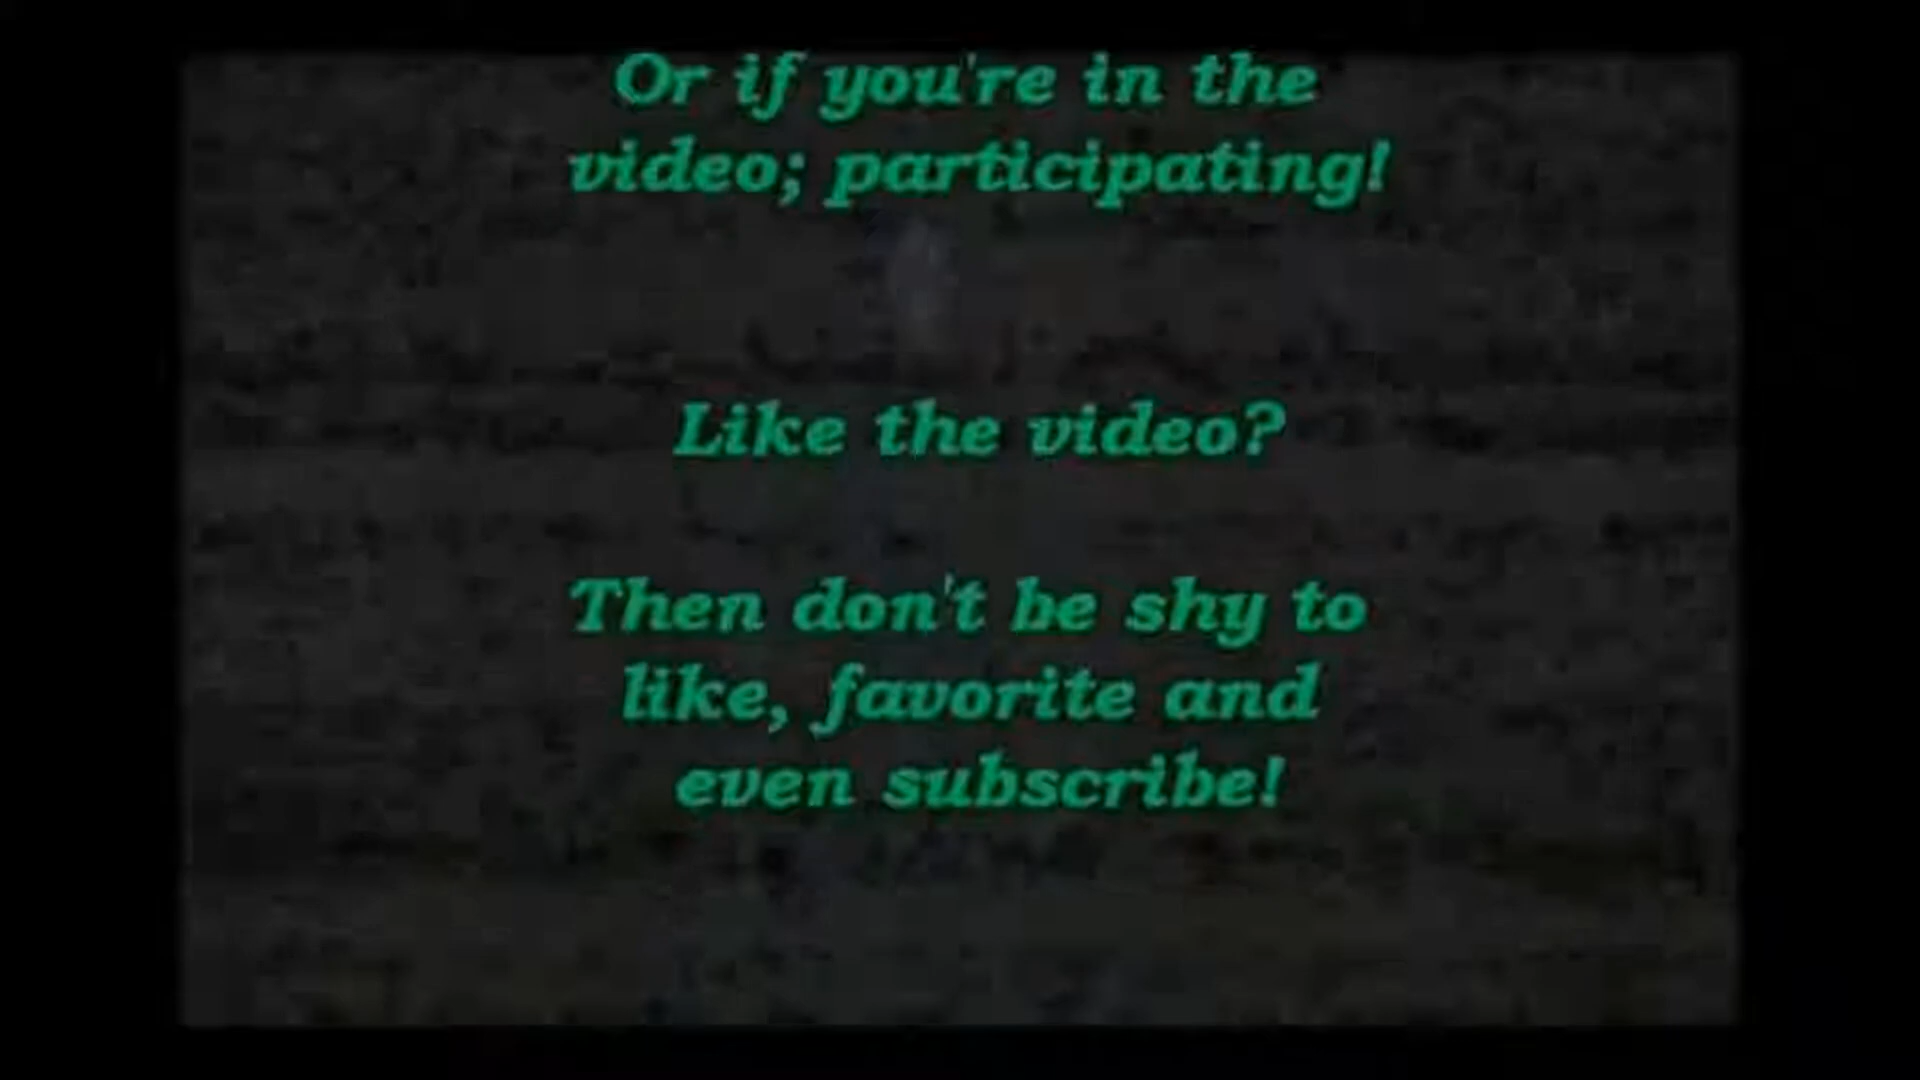 Or if you're in the
video; participating!
Like the video?
Then don't be shy to
like, favorite and
even subscribe!